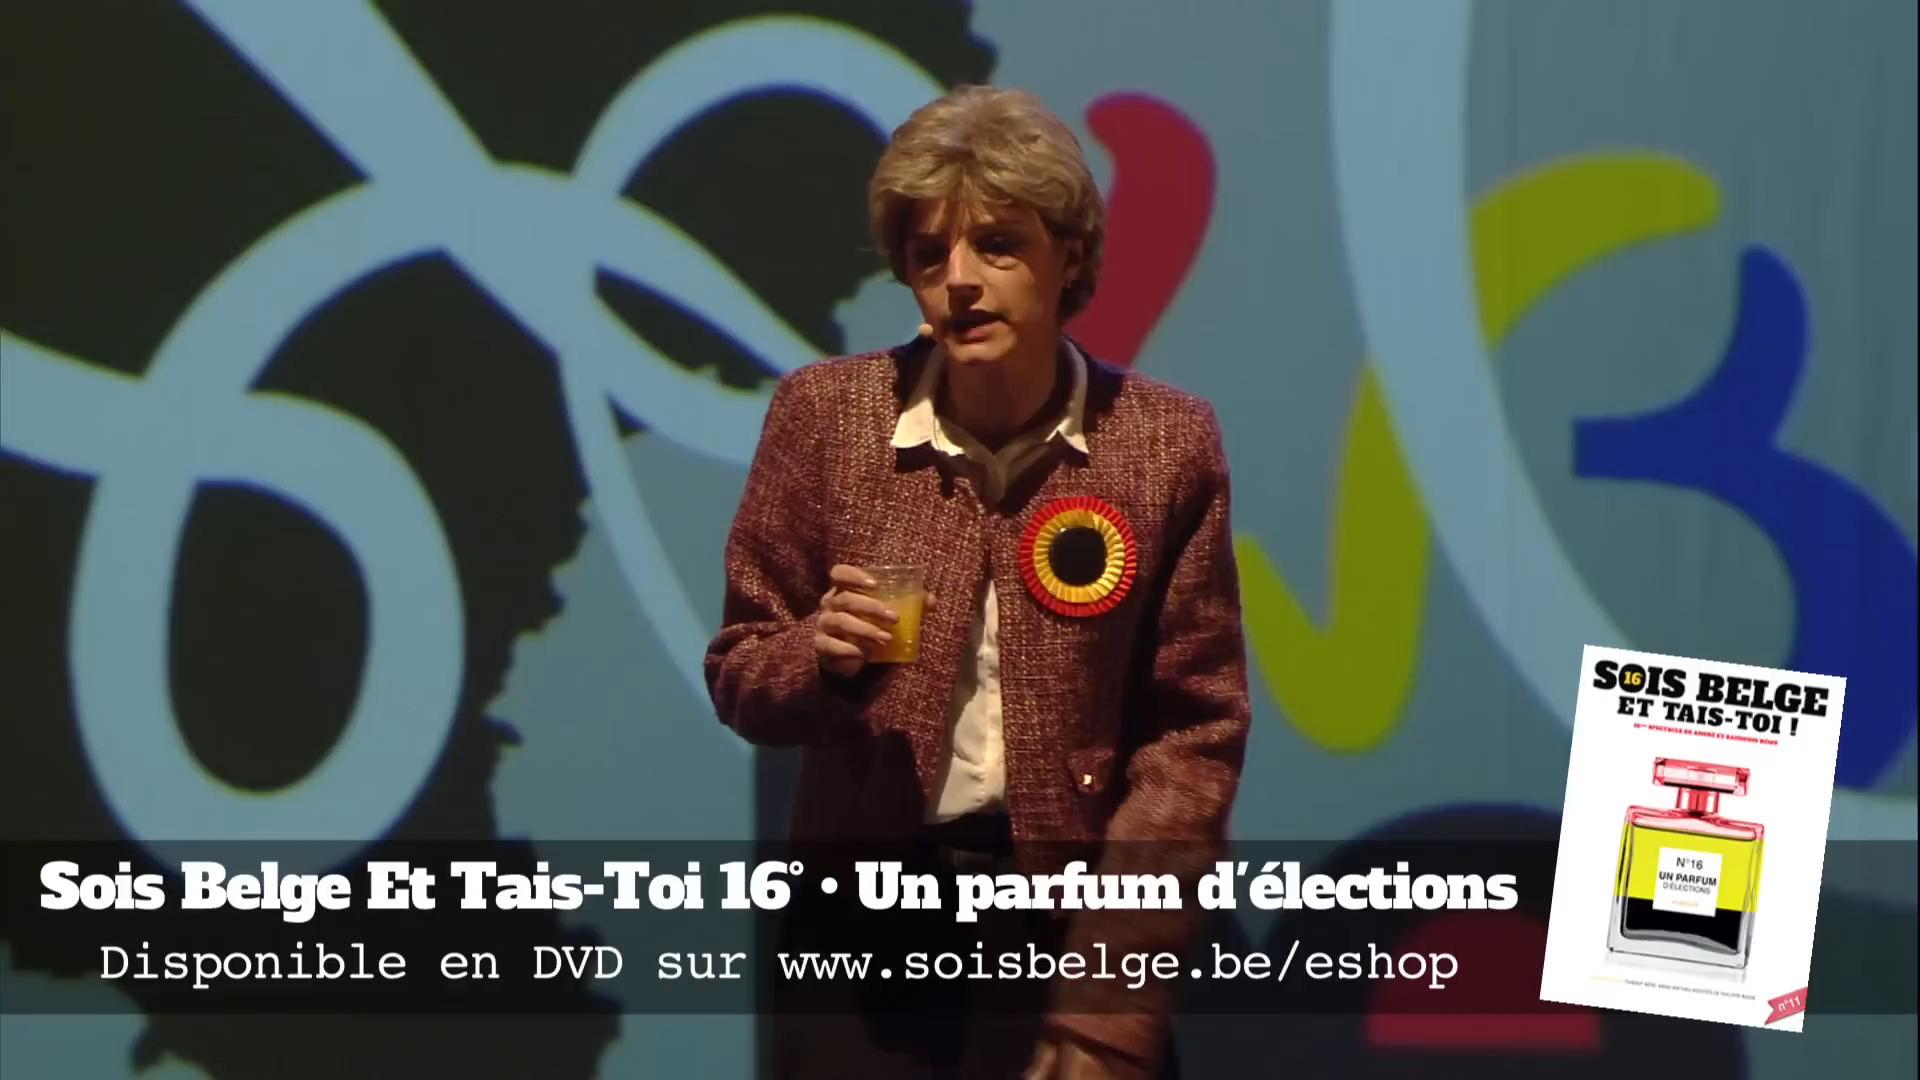 SOIS BELGE
16
ET TAIS-TOI !
N°16
UN PARFUM
D'ÉLECTIONS
n°11
Sois Belge Et Tais-Toi 16° • Un parfum d'élections
Disponible en DVD sur www.soisbelge.be/eshop